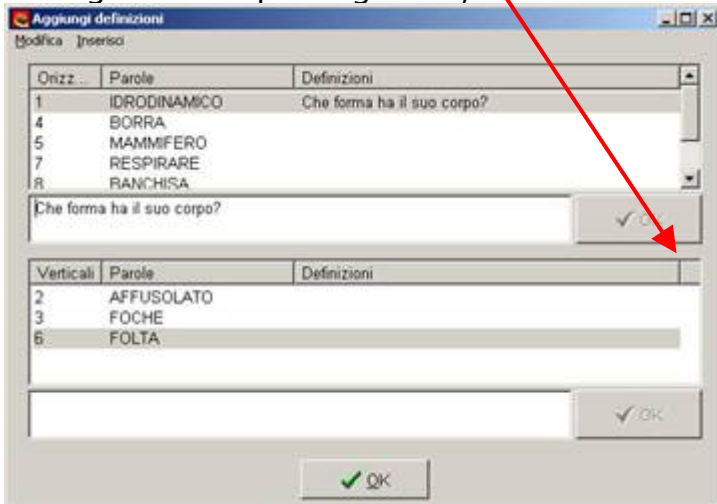 Aggiungi definizioni
Modifica Inserisci
Orizz... Parole Definizioni
1 IDRODINAMICO Che forma ha il suo corpo?
4 BORRA
5 MAMMIFERO
7 RESPIRARE
8 RANCHISA
Che forma ha il suo corpo?
OK
Verticali Parole Definizioni
2 AFFUSOLATO
3 FOCHE
6 FOLTA
OK
OK